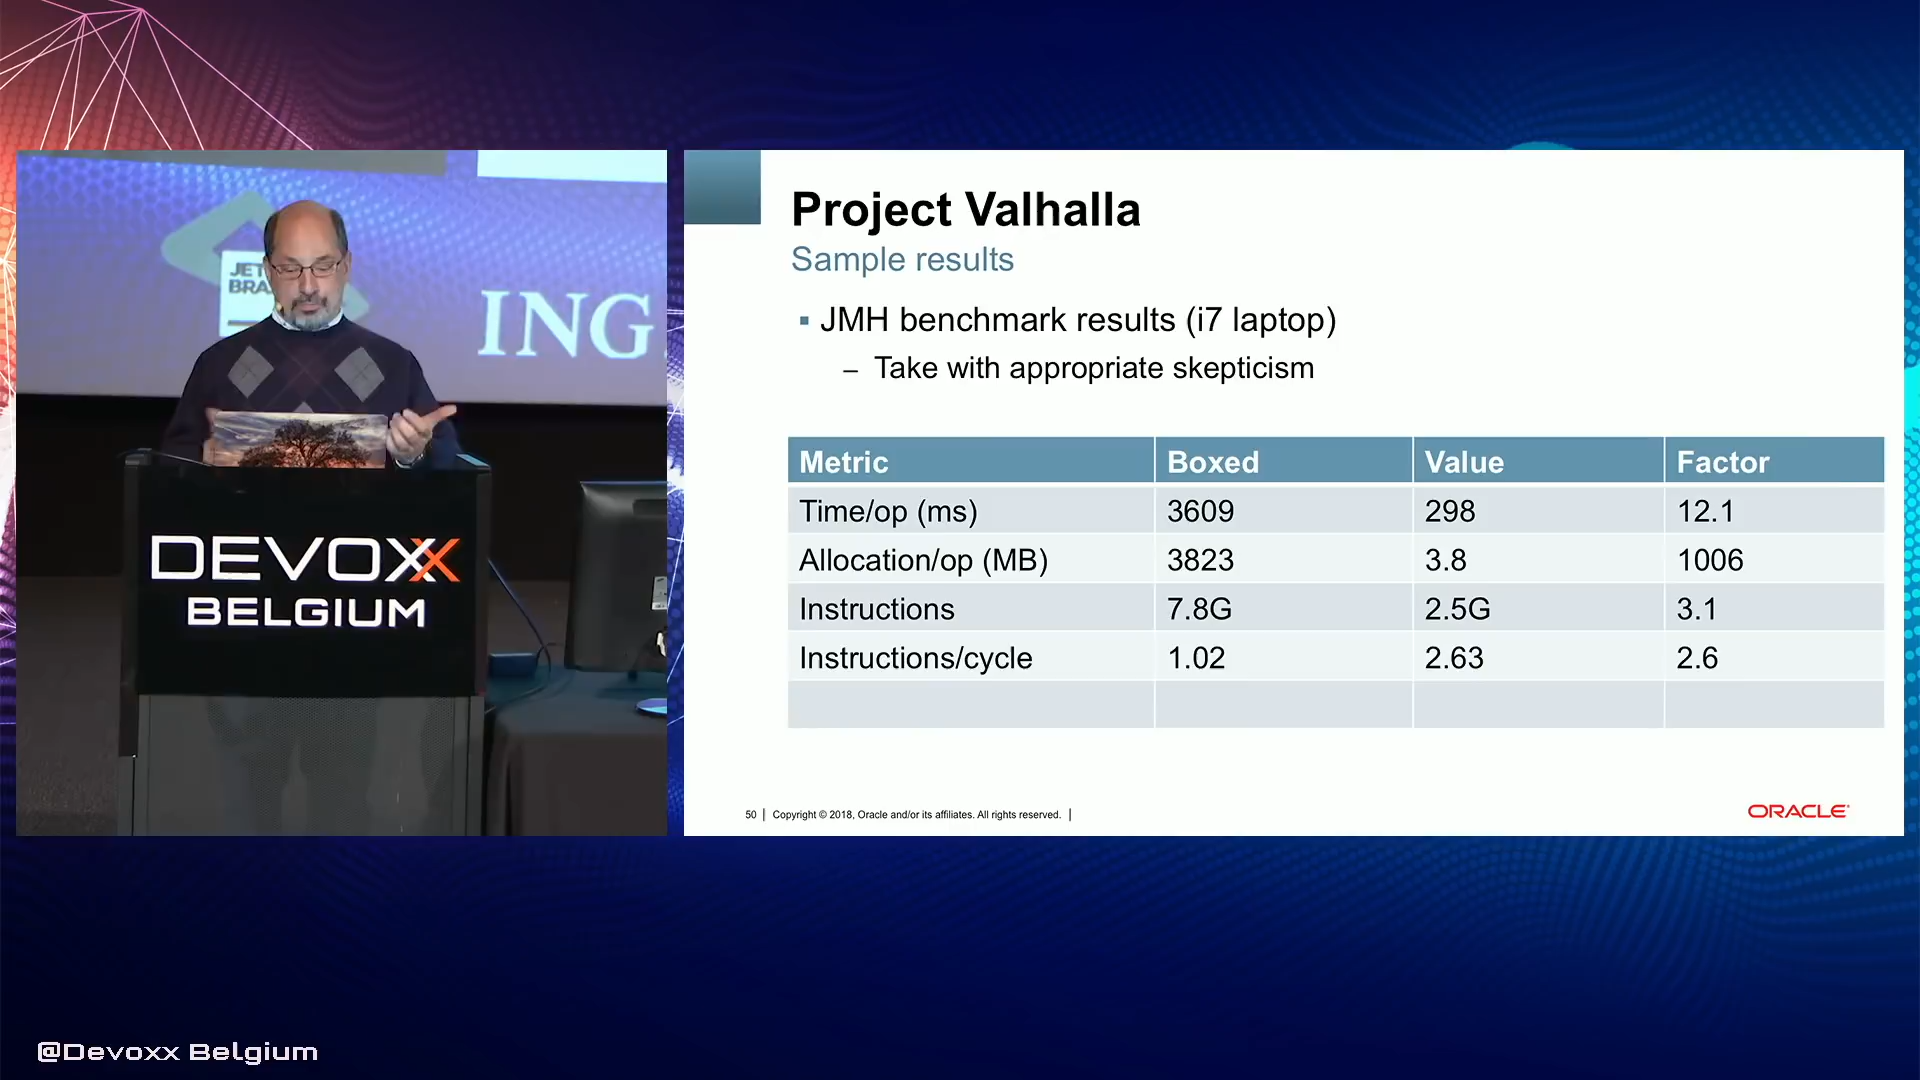 JET
BRA
ING
DEVOXX
BELGIUM
Project Valhalla
Sample results
▪ JMH benchmark results (i7 laptop)
– Take with appropriate skepticism
Metric Boxed Value Factor
Time/op (ms) 3609 298 12.1
Allocation/op (MB) 3823 3.8 1006
Instructions 7.8G 2.5G 3.1
Instructions/cycle 1.02 2.63 2.6
50 | Copyright © 2018, Oracle and/or its affiliates. All rights reserved. |
ORACLE
@Devoxx Belgium